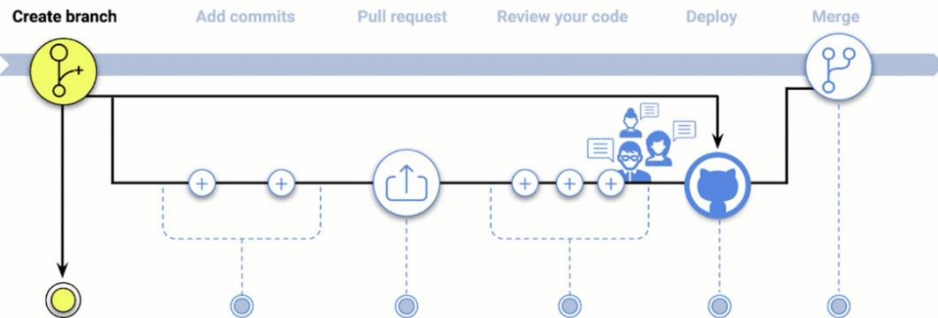 Create branch
Add commits
Pull request
Review your code
Deploy
Merge